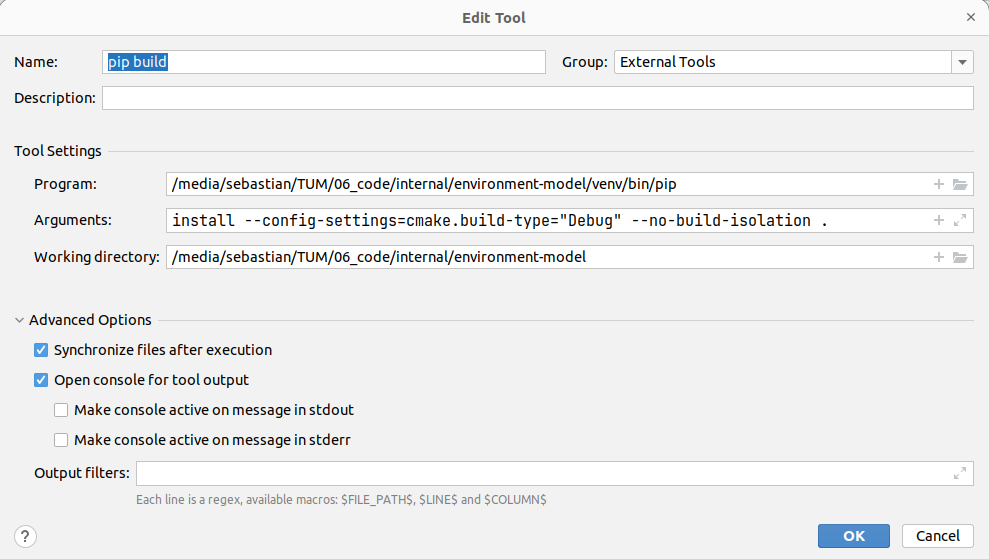 Edit Tool
Name: pip build Group: External Tools
Description:
Tool Settings
Program: /media/sebastian/TUM/06_code/internal/environment-model/venv/bin/pip
Arguments: install --config-settings=cmake.build-type="Debug" --no-build-isolation .
Working directory: /media/sebastian/TUM/06_code/internal/environment-model
Advanced Options
Synchronize files after execution
Open console for tool output
Make console active on message in stdout
Make console active on message in stderr
Output filters:
Each line is a regex, available macros: $FILE_PATH$, $LINE$ and $COLUMN$
? OK Cancel